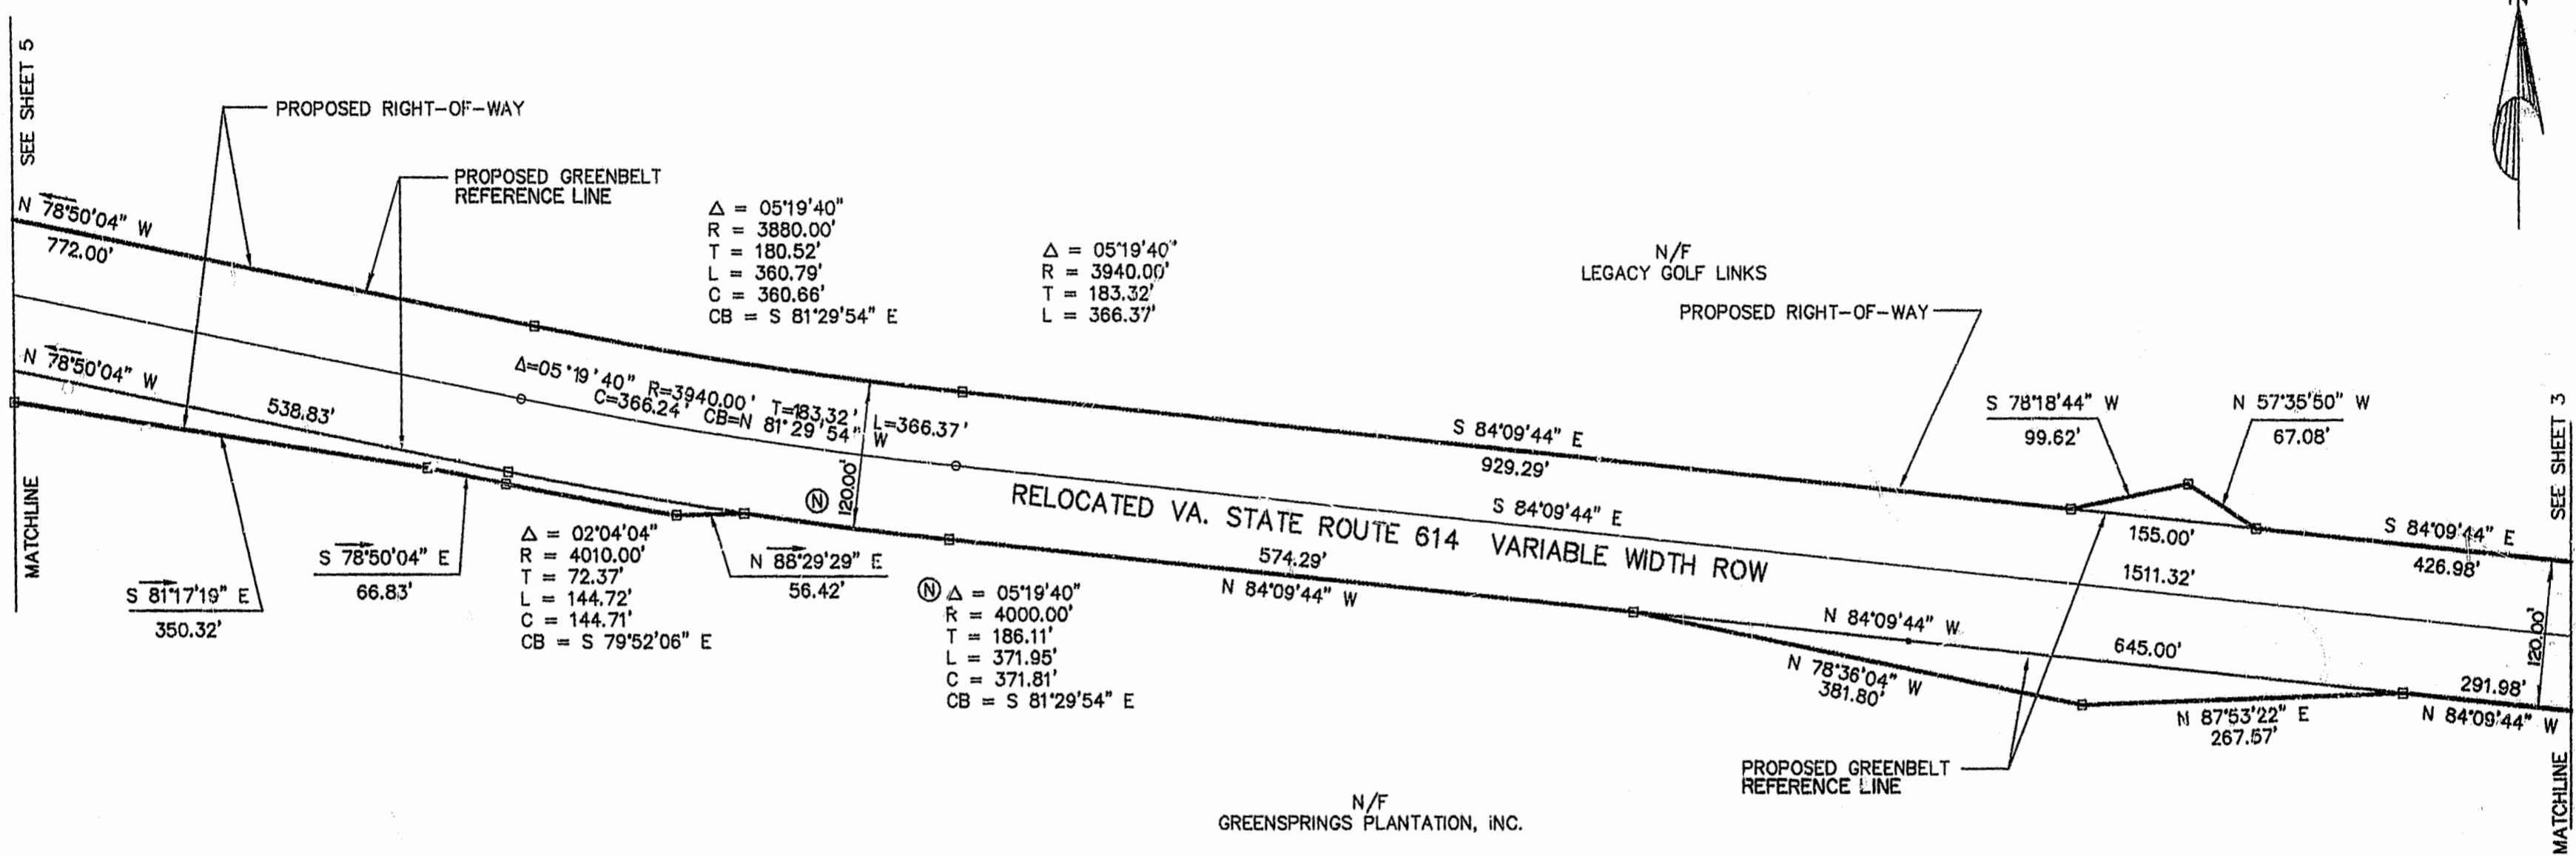 N
SEE SHEET 5
PROPOSED RIGHT-OF-WAY
PROPOSED GREENBELT
REFERENCE LINE
N 78°50'04" W
772.00'
Δ = 05°19'40"
R = 3880.00'
T = 180.52'
L = 360.79'
C = 360.66'
CB = S 81°29'54" E
Δ = 05°19'40"
R = 3940.00'
T = 183.32'
L = 366.37'
N/F
LEGACY GOLF LINKS
PROPOSED RIGHT-OF-WAY
N 78°50'04" W
538.83'
Δ=05°19'40" R=3940.00' T=183.32' L=366.37'
C=366.24' CB=N 81°29'54" W
120.00'
N
S 84°09'44" E
929.29'
S 78°18'44" W
99.62'
N 57°35'50" W
67.08'
SEE SHEET 3
S 84°09'44" E
426.98'
155.00'
RELOCATED VA. STATE ROUTE 614 VARIABLE WIDTH ROW
S 84°09'44" E
1511.32'
574.29'
N 84°09'44" W
MATCHLINE
S 81°17'19" E
350.32'
S 78°50'04" E
66.83'
Δ = 02°04'04"
R = 4010.00'
T = 72.37'
L = 144.72'
C = 144.71'
CB = S 79°52'06" E
N 88°29'29" E
56.42'
N Δ = 05°19'40"
R = 4000.00'
T = 186.11'
L = 371.95'
C = 371.81'
CB = S 81°29'54" E
N 84°09'44" W
645.00'
N 78°36'04" W
381.80'
120.00'
291.98'
N 84°09'44" W
N 87°53'22" E
267.57'
PROPOSED GREENBELT
REFERENCE LINE
N/F
GREENSPRINGS PLANTATION, INC.
MATCHLINE